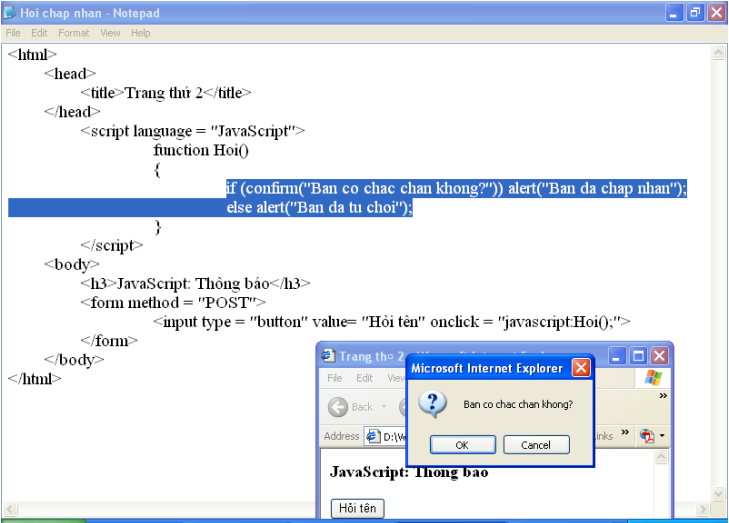 Hoi chap nhan - Notepad
File Edit Format View Help
<html>
<head>
<title>Trang thứ 2</title>
</head>
<script language = "JavaScript">
function Hoi()
{
if (confirm("Ban co chac chan khong?")) alert("Ban da chap nhan");
else alert("Ban da tu choi");
}
</script>
<body>
<h3>JavaScript: Thông báo</h3>
<form method = "POST">
<input type = "button" value= "Hỏi tên" onclick = "javascript:Hoi();">
</form>
</body>
</html>
Trang th¤ 2
File Edit View
Back
Address D:\W
Links
Microsoft Internet Explorer
Ban co chac chan khong?
OK Cancel
JavaScript: Thông báo
Hỏi tên